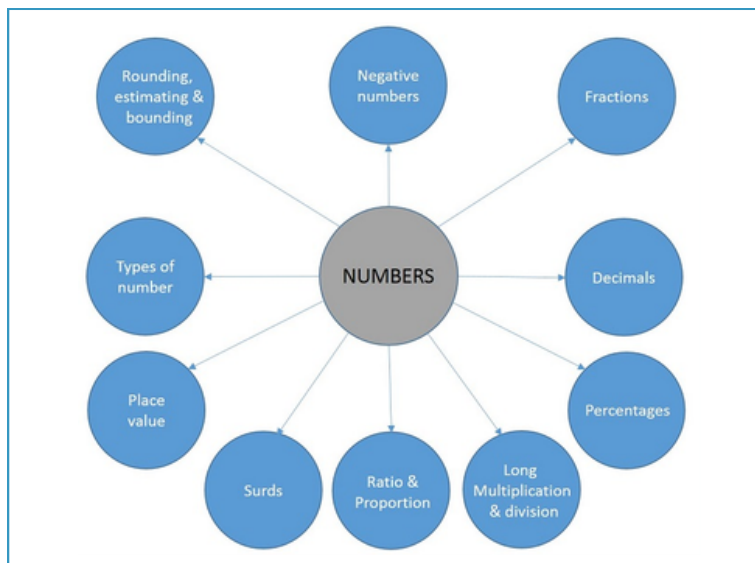 Rounding,
estimating &
bounding
Negative
numbers
Fractions
Types of
number
NUMBERS
Decimals
Place
value
Percentages
Surds
Ratio &
Proportion
Long
Multiplication
& division